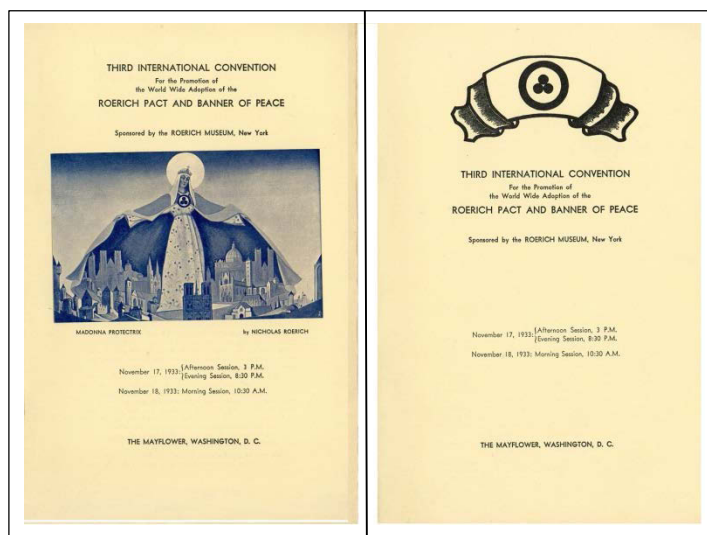 THIRD INTERNATIONAL CONVENTION
For the Promotion of
the World Wide Adoption of the
ROERICH PACT AND BANNER OF PEACE
Sponsored by the ROERICH MUSEUM, New York
MADONNA PROTECTRIX by NICHOLAS ROERICH
November 17, 1933: {Afternoon Session, 3 P.M.
{Evening Session, 8:30 P.M.
November 18, 1933: Morning Session, 10:30 A.M.
THE MAYFLOWER, WASHINGTON, D. C.
THIRD INTERNATIONAL CONVENTION
For the Promotion of
the World Wide Adoption of the
ROERICH PACT AND BANNER OF PEACE
Sponsored by the ROERICH MUSEUM, New York
November 17, 1933: {Afternoon Session, 3 P.M.
{Evening Session, 8:30 P.M.
November 18, 1933: Morning Session, 10:30 A.M.
THE MAYFLOWER, WASHINGTON, D. C.